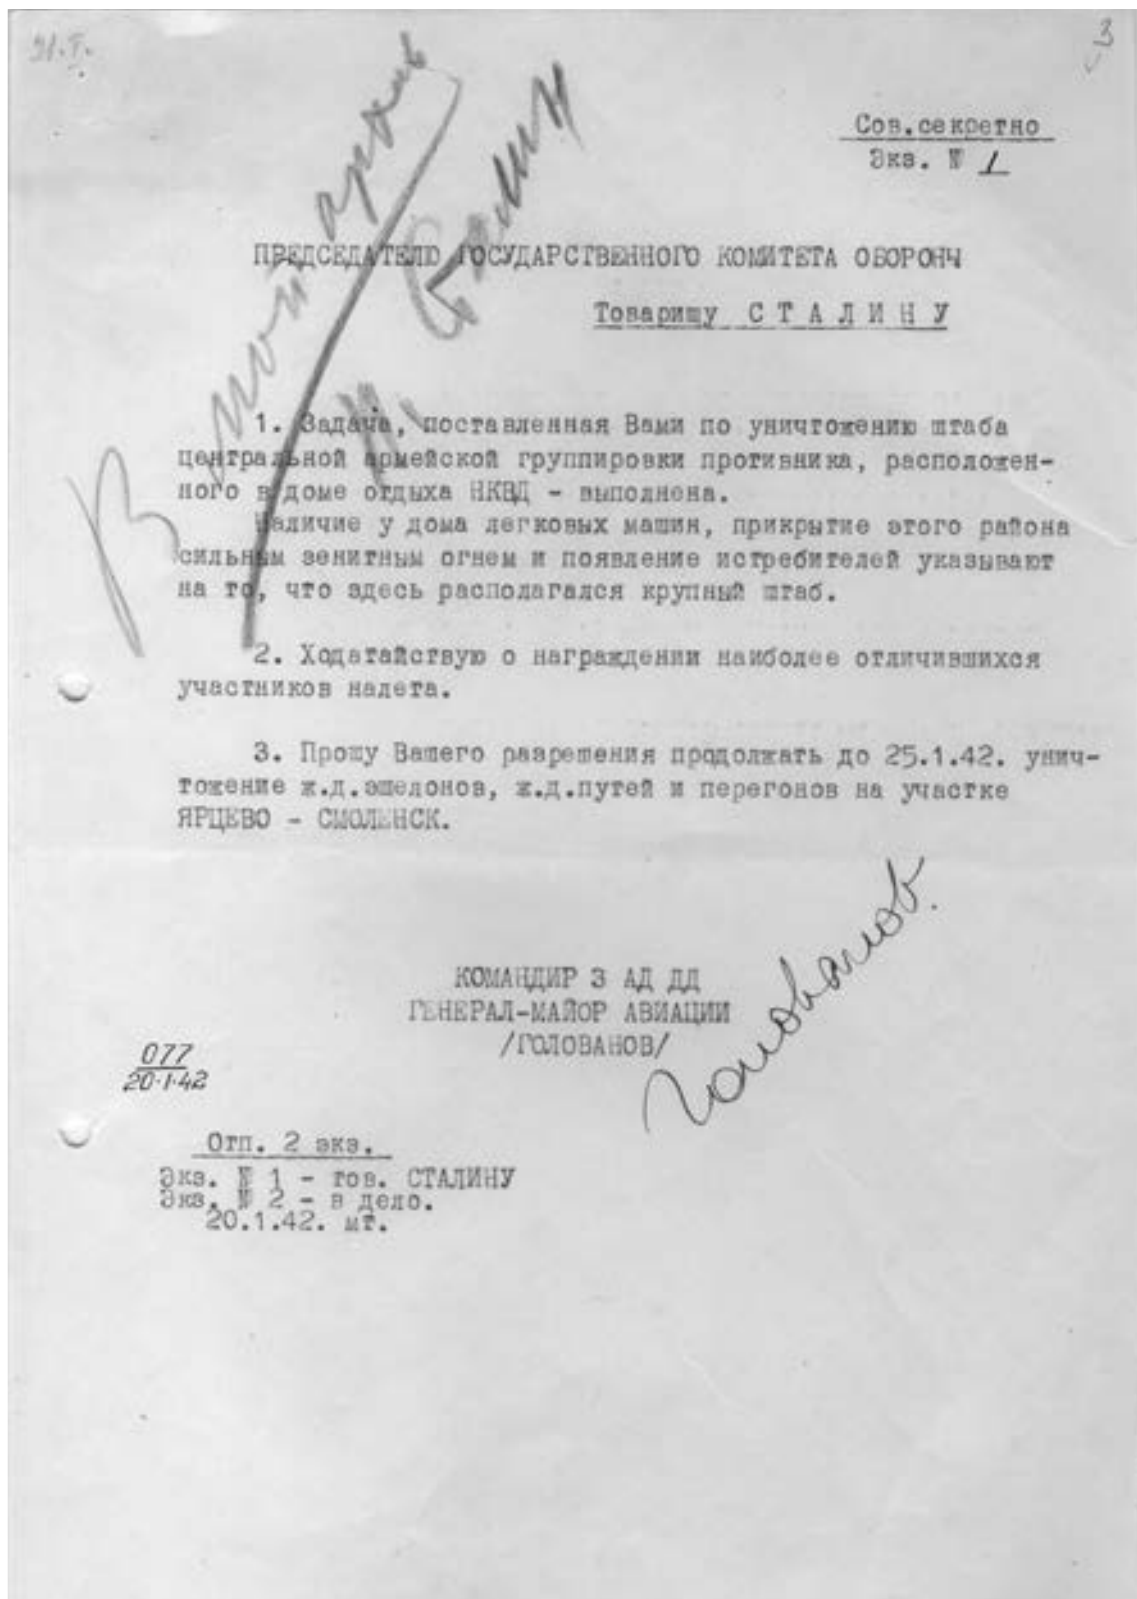 31.I.
3
Сов.секретно
Экз. № 1
В мой архив
И. Сталин
ПРЕДСЕДАТЕЛЮ ГОСУДАРСТВЕННОГО КОМИТЕТА ОБОРОНЫ
Товарищу С Т А Л И Н У
1. Задача, поставленная Вами по уничтожению штаба
центральной армейской группировки противника, расположен-
ного в доме отдыха НКВД - выполнена.
Наличие у дома легковых машин, прикрытие этого района
сильным зенитным огнем и появление истребителей указывают
на то, что здесь располагался крупный штаб.
2. Ходатайствую о награждении наиболее отличившихся
участников налета.
3. Прошу Вашего разрешения продолжать до 25.1.42. унич-
тожение ж.д.эшелонов, ж.д.путей и перегонов на участке
ЯРЦЕВО - СМОЛЕНСК.
КОМАНДИР 3 АД ДД
ГЕНЕРАЛ-МАЙОР АВИАЦИИ
/ГОЛОВАНОВ/
Голованов.
077
20.1.42
Отп. 2 экз.
Экз. № 1 - тов. СТАЛИНУ
Экз. № 2 - в дело.
20.1.42. мт.